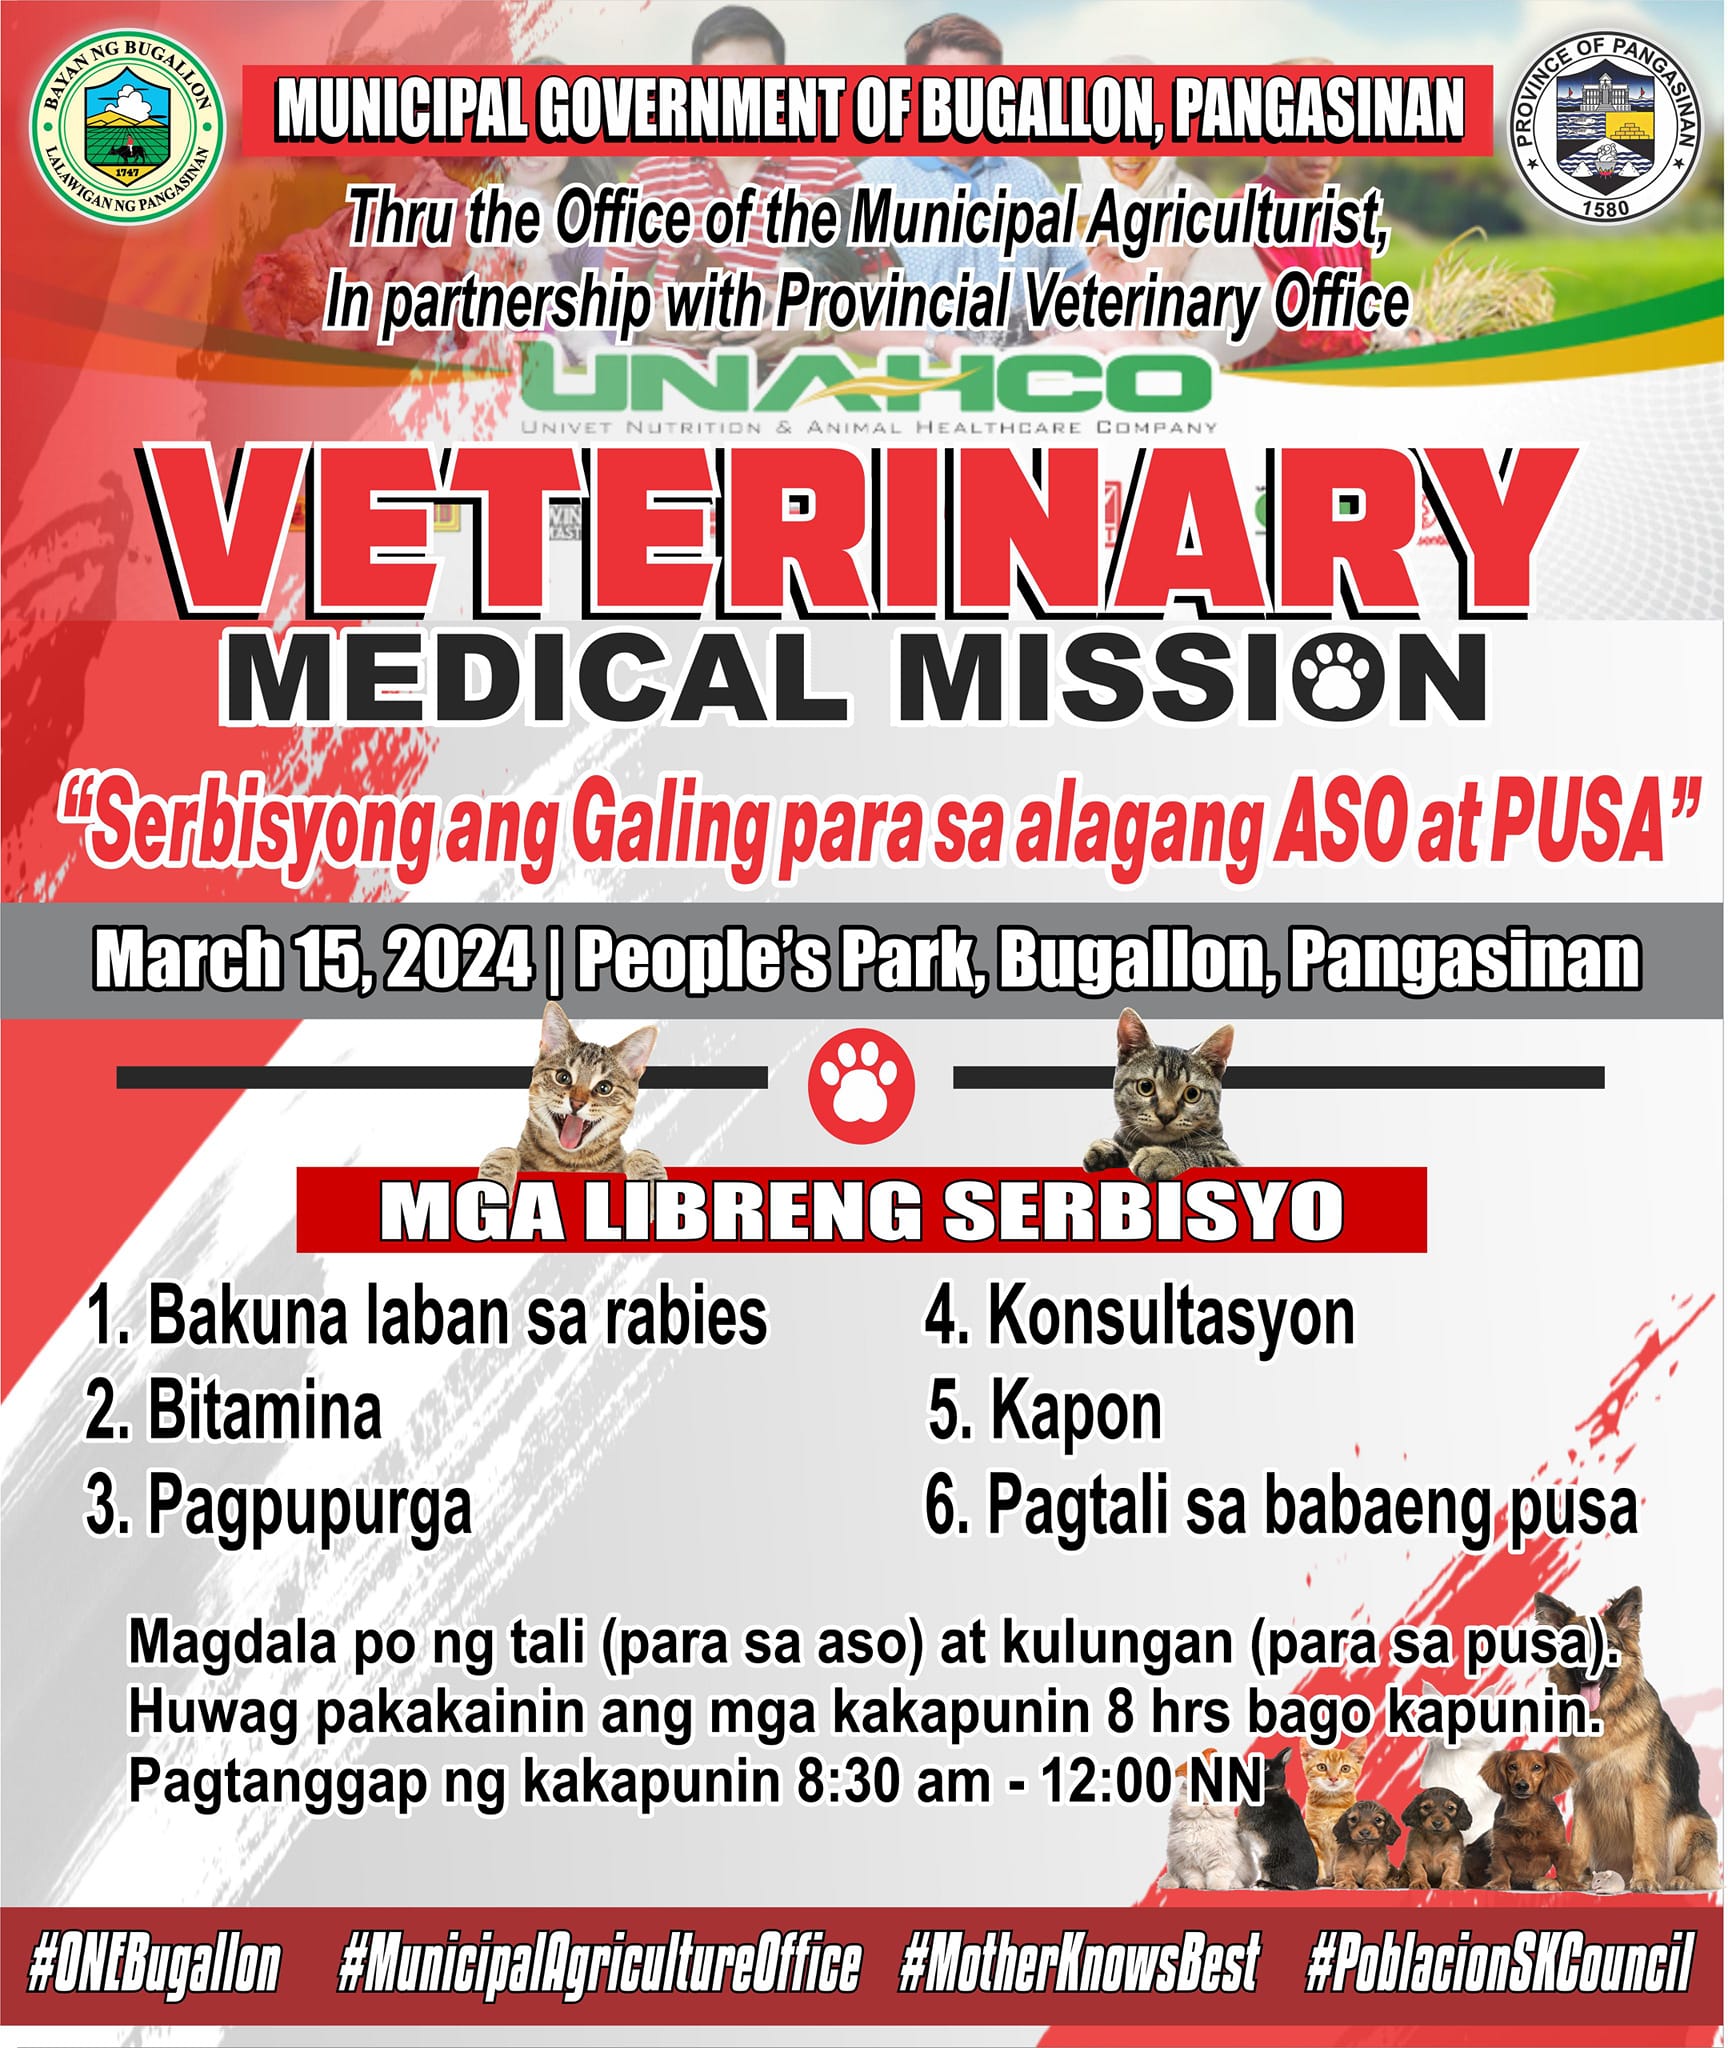 BAYAN NG BUGALLON
1747
LALAWIGAN NG PANGASINAN
MUNICIPAL GOVERNMENT OF BUGALLON, PANGASINAN
PROVINCE OF PANGASINAN
1580
Thru the Office of the Municipal Agriculturist,
In partnership with Provincial Veterinary Office
UNAHCO
UNIVET NUTRITION & ANIMAL HEALTHCARE COMPANY
VETERINARY
MEDICAL MISSION
“Serbisyong ang Galing para sa alagang ASO at PUSA”
March 15, 2024 | People’s Park, Bugallon, Pangasinan
MGA LIBRENG SERBISYO
1. Bakuna laban sa rabies
2. Bitamina
3. Pagpupurga
4. Konsultasyon
5. Kapon
6. Pagtali sa babaeng pusa
Magdala po ng tali (para sa aso) at kulungan (para sa pusa).
Huwag pakakainin ang mga kakapunin 8 hrs bago kapunin.
Pagtanggap ng kakapunin 8:30 am - 12:00 NN
#ONEBugallon #MunicipalAgricultureOffice #MotherKnowsBest #PoblacionSKCouncil